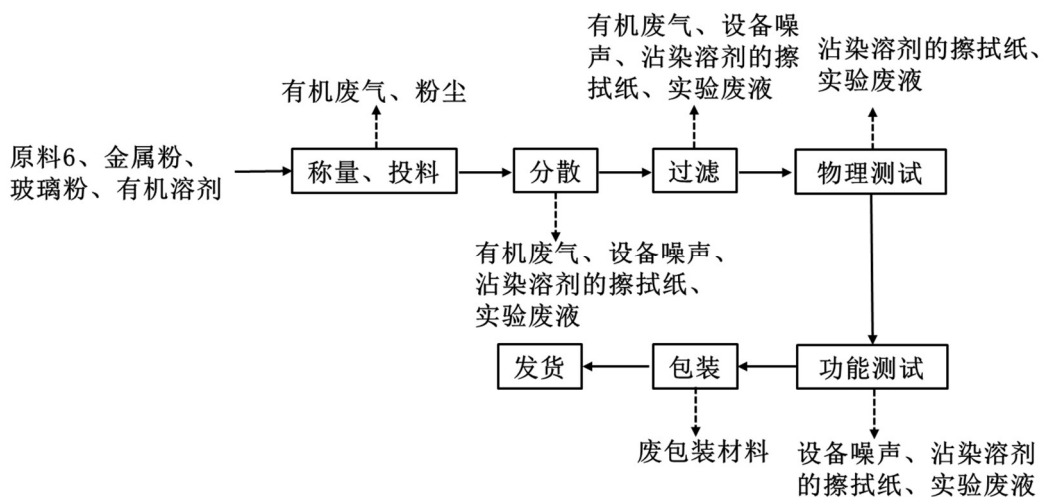 有机废气、设备噪
声、沾染溶剂的擦
拭纸、实验废液
沾染溶剂的擦拭纸、
实验废液
有机废气、粉尘
原料6、金属粉、
玻璃粉、有机溶剂
称量、投料
分散
过滤
物理测试
有机废气、设备噪声、
沾染溶剂的擦拭纸、
实验废液
发货
包装
功能测试
废包装材料
设备噪声、沾染溶剂
的擦拭纸、实验废液